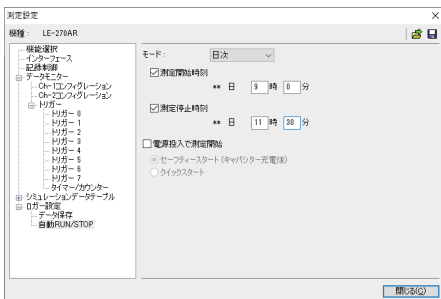 測定設定
機種： LE-270AR
機能選択
インターフェース
記録制御
データモニター
Ch-1コンフィグレーション
Ch-2コンフィグレーション
トリガー
トリガー 0
トリガー 1
トリガー 2
トリガー 3
トリガー 4
トリガー 5
トリガー 6
トリガー 7
タイマー/カウンター
シミュレーションデータテーブル
ロガー設定
データ保存
自動RUN/STOP
モード： 日次
測定開始時刻
** 日 9 時 0 分
測定停止時刻
** 日 11 時 30 分
電源投入で測定開始
セーフティースタート (キャパシター充電後)
クイックスタート
閉じる(C)